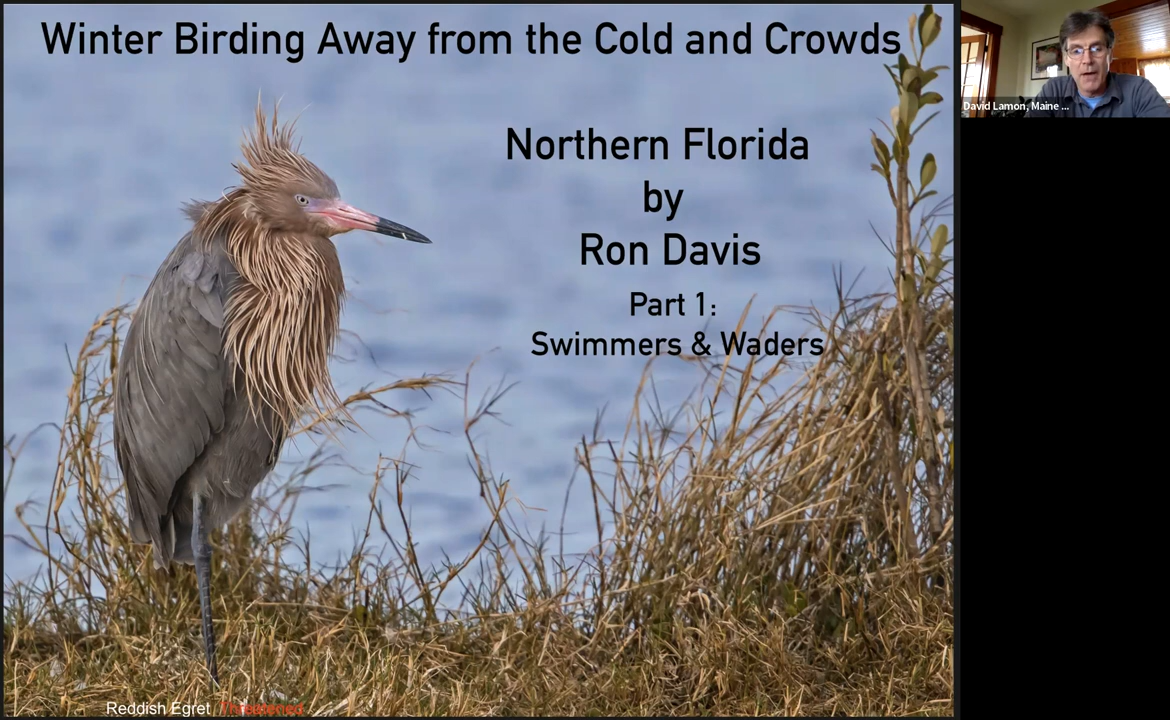 Winter Birding Away from the Cold and Crowds
Northern Florida
by
Ron Davis
Part 1:
Swimmers & Waders
David Lamon, Maine ...
Reddish Egret Threatened